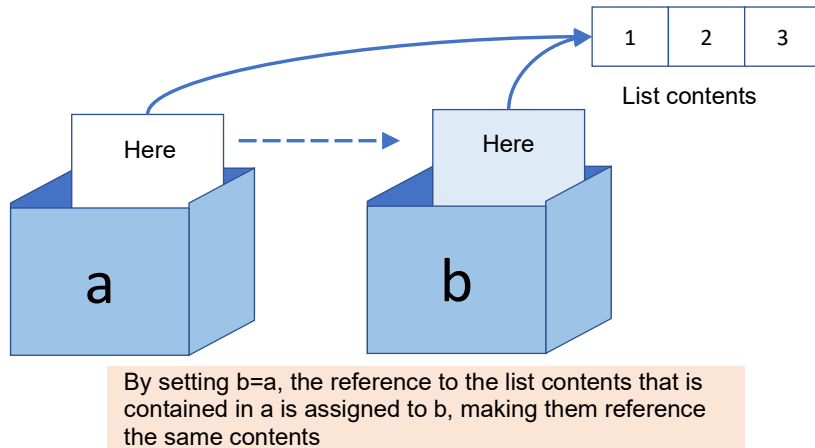 1 2 3
List contents
Here
Here
a
b
By setting b=a, the reference to the list contents that is
contained in a is assigned to b, making them reference
the same contents